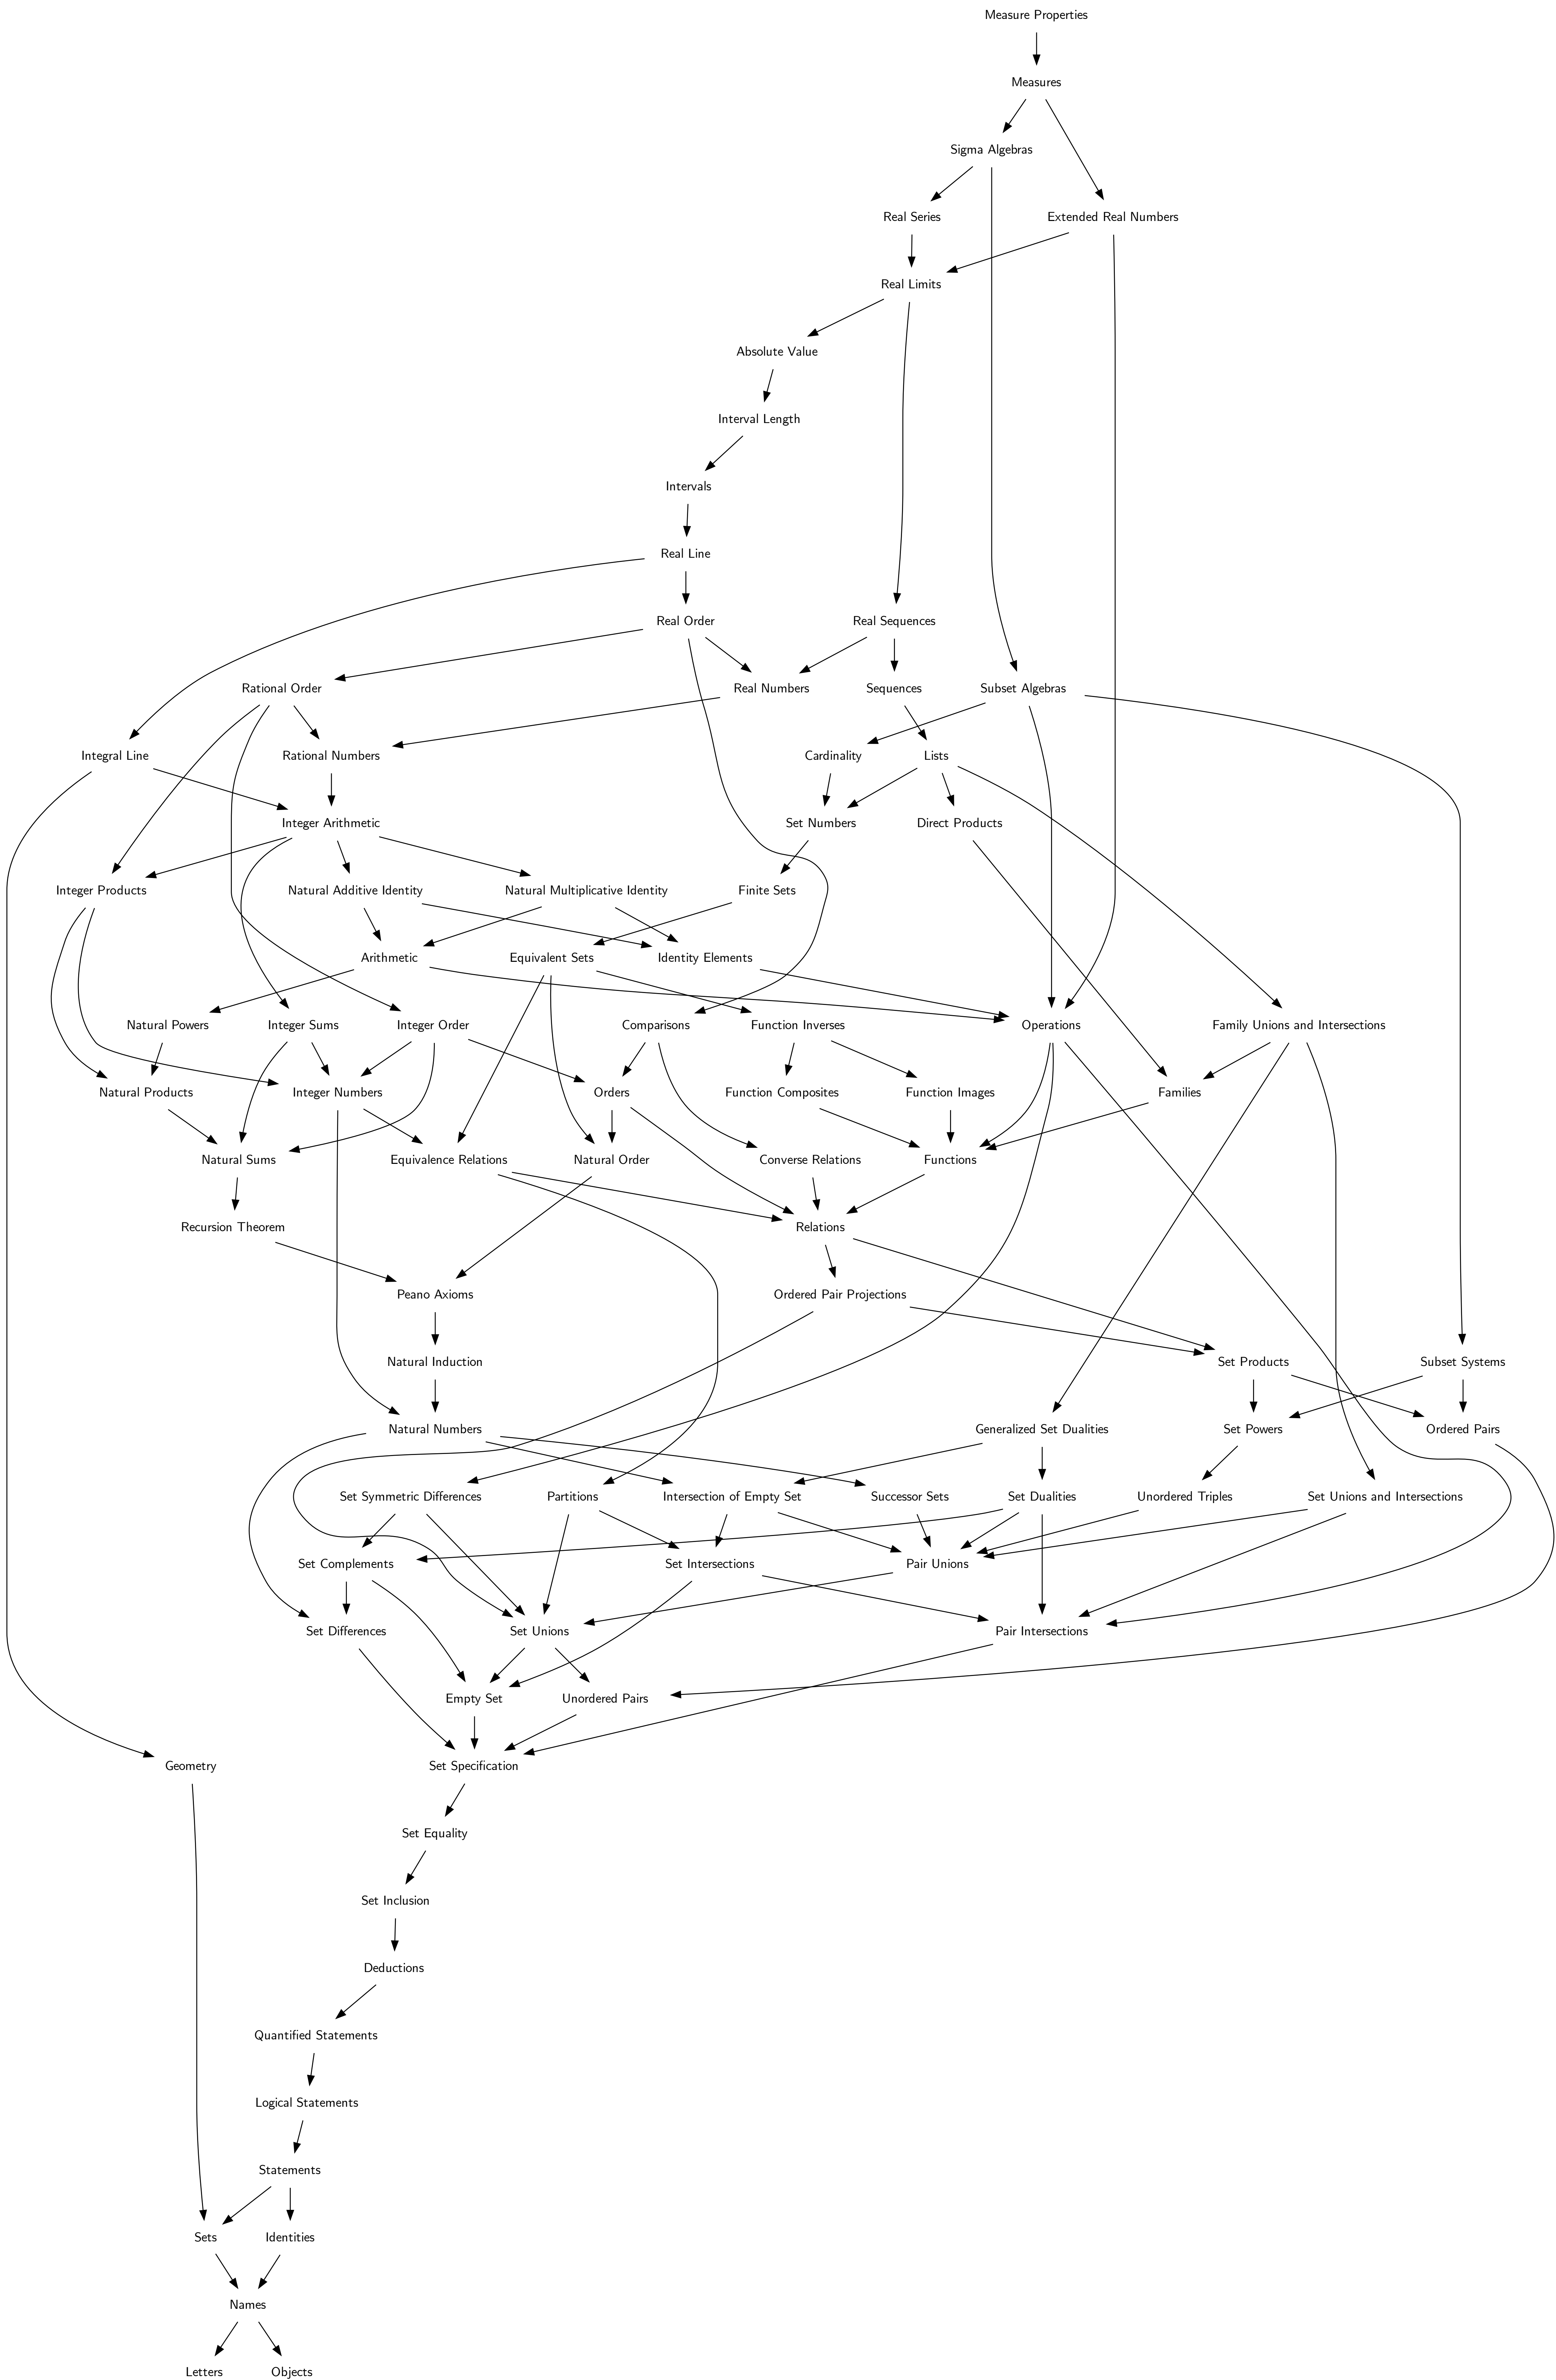 Measure Properties
Measures
Sigma Algebras
Real Series
Extended Real Numbers
Real Limits
Absolute Value
Interval Length
Intervals
Real Line
Real Order
Real Sequences
Rational Order
Real Numbers
Sequences
Subset Algebras
Integral Line
Rational Numbers
Cardinality
Lists
Integer Arithmetic
Set Numbers
Direct Products
Integer Products
Natural Additive Identity
Natural Multiplicative Identity
Finite Sets
Arithmetic
Equivalent Sets
Identity Elements
Natural Powers
Integer Sums
Integer Order
Comparisons
Function Inverses
Operations
Family Unions and Intersections
Natural Products
Integer Numbers
Orders
Function Composites
Function Images
Families
Natural Sums
Equivalence Relations
Natural Order
Converse Relations
Functions
Recursion Theorem
Relations
Peano Axioms
Ordered Pair Projections
Natural Induction
Set Products
Subset Systems
Natural Numbers
Generalized Set Dualities
Set Powers
Ordered Pairs
Set Symmetric Differences
Partitions
Intersection of Empty Set
Successor Sets
Set Dualities
Unordered Triples
Set Unions and Intersections
Set Complements
Set Intersections
Pair Unions
Set Differences
Set Unions
Pair Intersections
Empty Set
Unordered Pairs
Geometry
Set Specification
Set Equality
Set Inclusion
Deductions
Quantified Statements
Logical Statements
Statements
Sets
Identities
Names
Letters
Objects